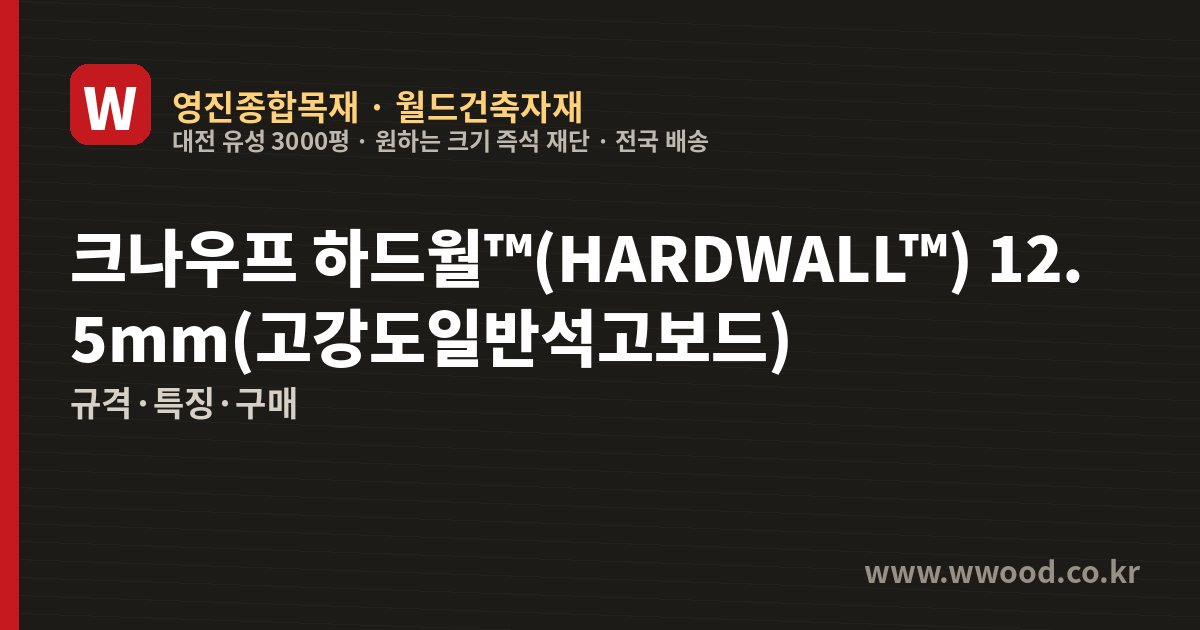 W
영진종합목재 · 월드건축자재
대전 유성 3000평 · 원하는 크기 즉석 재단 · 전국 배송
크나우프 하드월™(HARDWALL™) 12.
5mm(고강도일반석고보드)
규격·특징·구매
www.wwood.co.kr